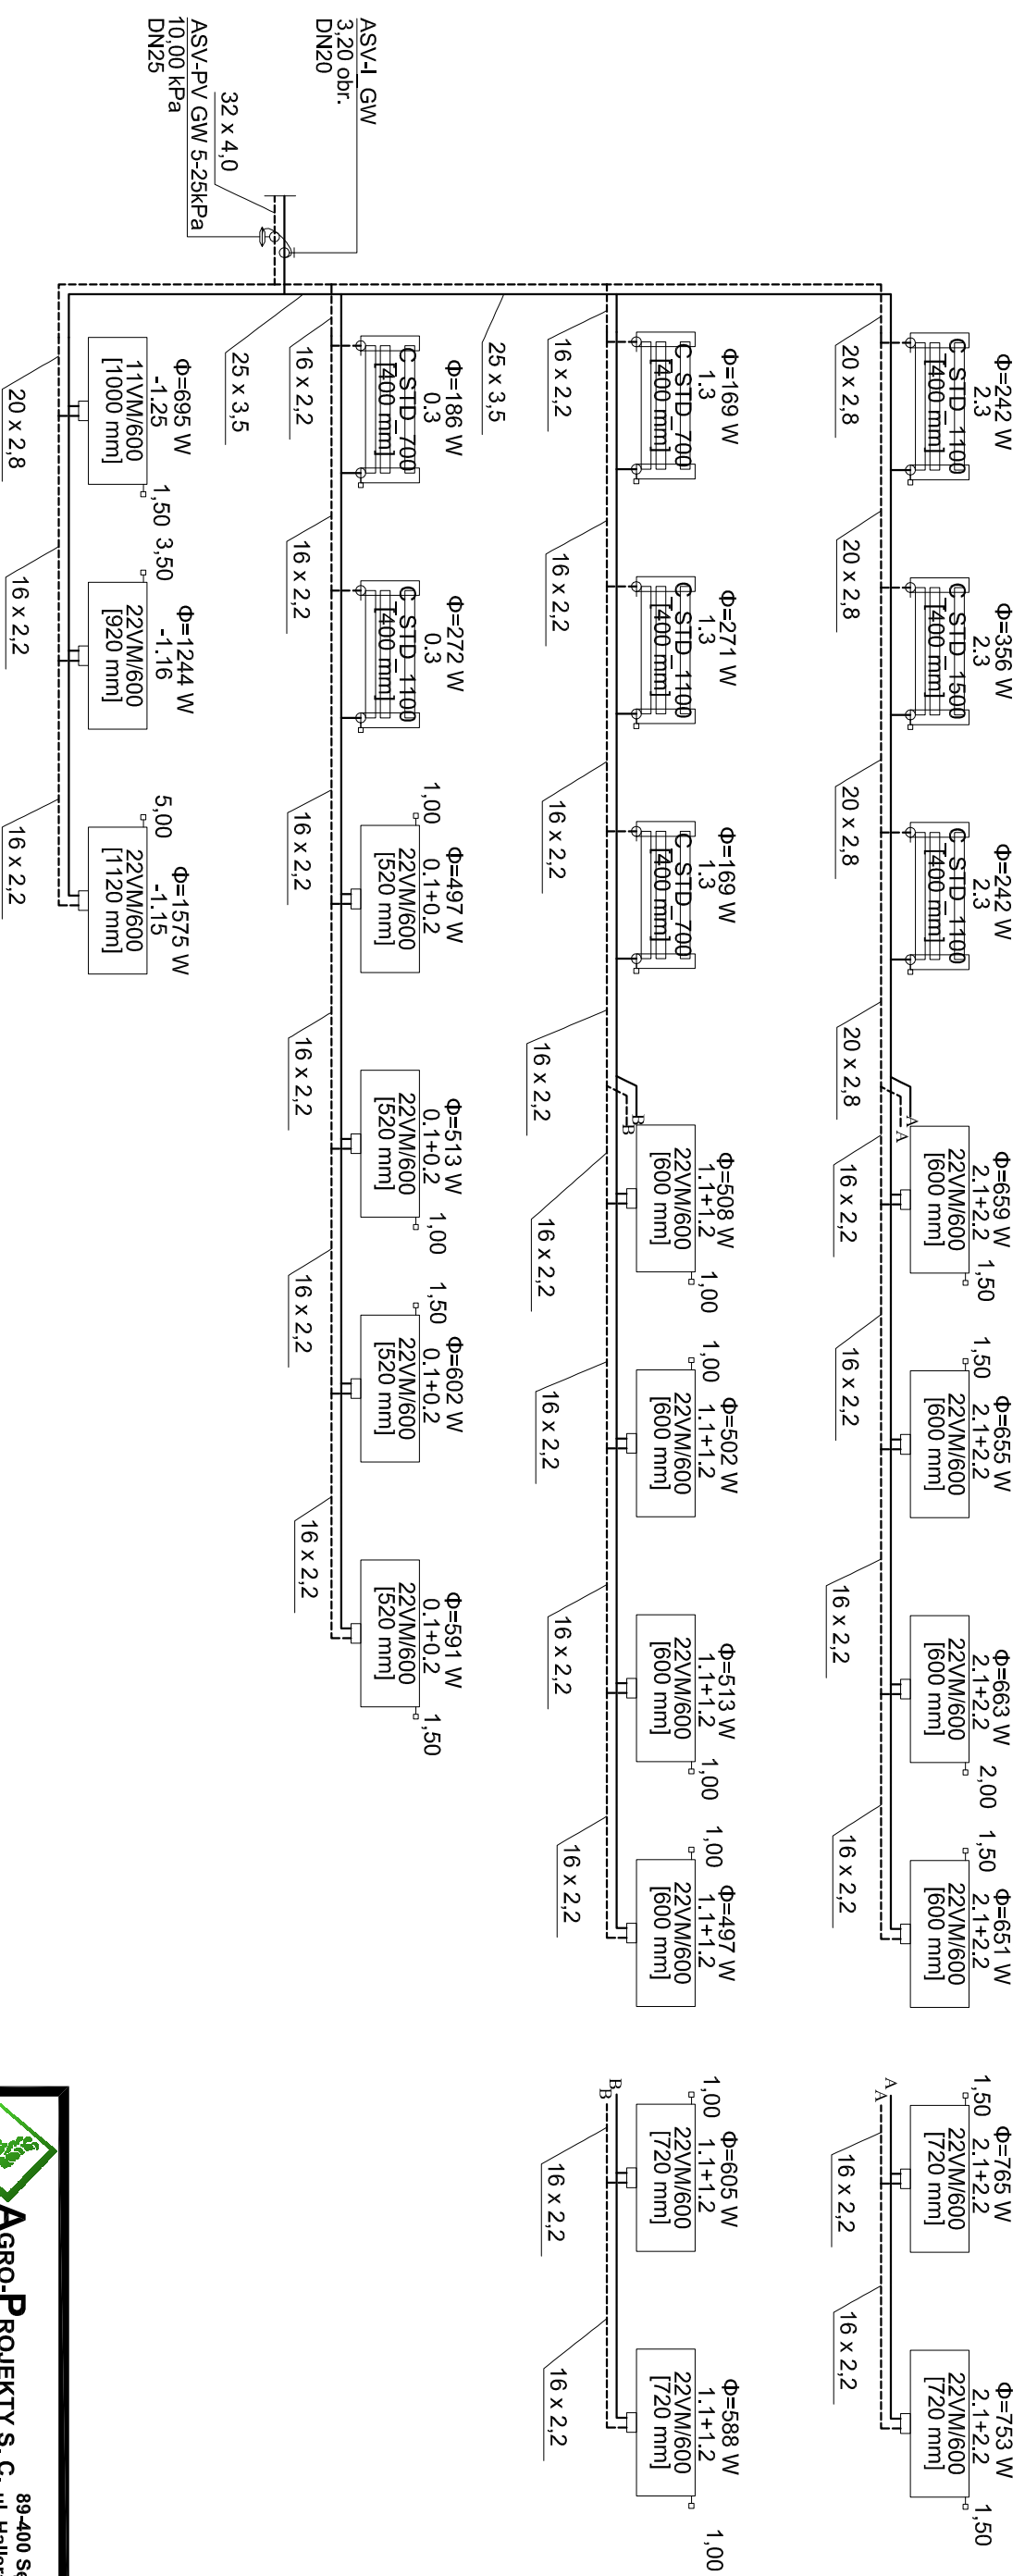 Φ=242 W
2.3
C_STD_1100
[400 mm]
20 x 2,8
Φ=356 W
2.3
C_STD_1500
[400 mm]
20 x 2,8
Φ=242 W
2.3
C_STD_1100
[400 mm]
20 x 2,8
20 x 2,8
A
A
Φ=659 W
2.1+2.2
22VM/600
[600 mm]
1,50
16 x 2,2
1,50
Φ=655 W
2.1+2.2
22VM/600
[600 mm]
16 x 2,2
Φ=663 W
2.1+2.2
22VM/600
[600 mm]
2,00
16 x 2,2
1,50
Φ=651 W
2.1+2.2
22VM/600
[600 mm]
16 x 2,2
A
A
1,50
Φ=765 W
2.1+2.2
22VM/600
[720 mm]
16 x 2,2
Φ=753 W
2.1+2.2
22VM/600
[720 mm]
1,50
16 x 2,2
Φ=169 W
1.3
C_STD_700
[400 mm]
16 x 2,2
Φ=271 W
1.3
C_STD_1100
[400 mm]
16 x 2,2
Φ=169 W
1.3
C_STD_700
[400 mm]
16 x 2,2
16 x 2,2
B
B
Φ=508 W
1.1+1.2
22VM/600
[600 mm]
1,00
16 x 2,2
1,00
Φ=502 W
1.1+1.2
22VM/600
[600 mm]
16 x 2,2
Φ=513 W
1.1+1.2
22VM/600
[600 mm]
1,00
16 x 2,2
1,00
Φ=497 W
1.1+1.2
22VM/600
[600 mm]
16 x 2,2
B
B
1,00
Φ=605 W
1.1+1.2
22VM/600
[720 mm]
16 x 2,2
Φ=588 W
1.1+1.2
22VM/600
[720 mm]
1,00
16 x 2,2
25 x 3,5
Φ=186 W
0.3
C_STD_700
[400 mm]
16 x 2,2
Φ=272 W
0.3
C_STD_1100
[400 mm]
16 x 2,2
1,00
Φ=497 W
0.1+0.2
22VM/600
[520 mm]
16 x 2,2
Φ=513 W
0.1+0.2
22VM/600
[520 mm]
1,00
16 x 2,2
1,50
Φ=602 W
0.1+0.2
22VM/600
[520 mm]
16 x 2,2
Φ=591 W
0.1+0.2
22VM/600
[520 mm]
1,50
16 x 2,2
ASV-I_GW
3,20 obr.
DN20
32 x 4,0
ASV-PV GW 5-25kPa
10,00 kPa
DN25
25 x 3,5
Φ=695 W
-1.25
11VM/600
[1000 mm]
1,50
20 x 2,8
3,50
Φ=1244 W
-1.16
22VM/600
[920 mm]
16 x 2,2
5,00
Φ=1575 W
-1.15
22VM/600
[1120 mm]
16 x 2,2
AGRO-PROJEKTY S. C.
89-400